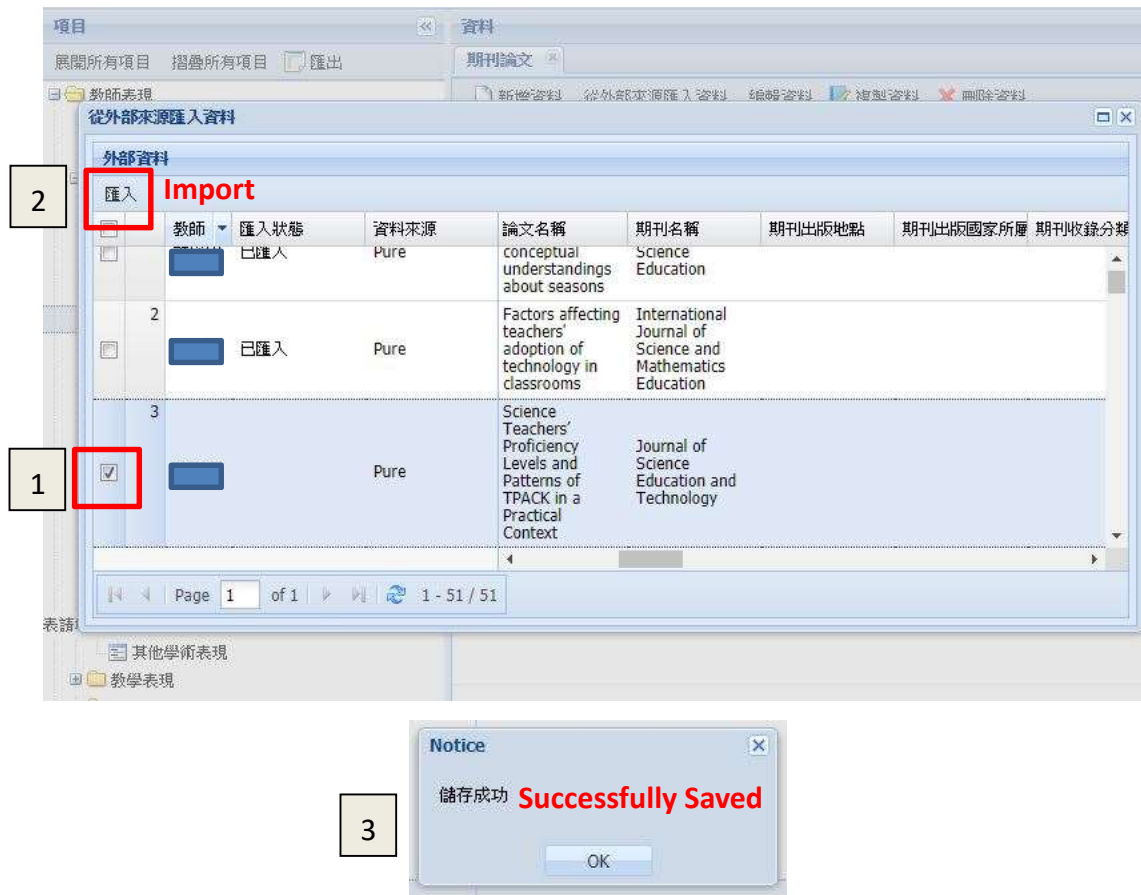 項目
資料
展開所有項目 摺疊所有項目 匯出
期刊論文
教師表現
新增資料 從外部來源匯入資料 編輯資料 複製資料 刪除資料
從外部來源匯入資料
外部資料
2
匯入 Import
教師 匯入狀態 資料來源 論文名稱 期刊名稱 期刊出版地點 期刊出版國家所屬 期刊收錄分類
已匯入 Pure
conceptual
understandings
about seasons
Science
Education
2
已匯入 Pure
Factors affecting
teachers'
adoption of
technology in
classrooms
International
Journal of
Science and
Mathematics
Education
1
3
Pure
Science
Teachers'
Proficiency
Levels and
Patterns of
TPACK in a
Practical
Context
Journal of
Science
Education and
Technology
Page 1 of 1 1 - 51 / 51
其他學術表現
教學表現
Notice
儲存成功 Successfully Saved
3
OK